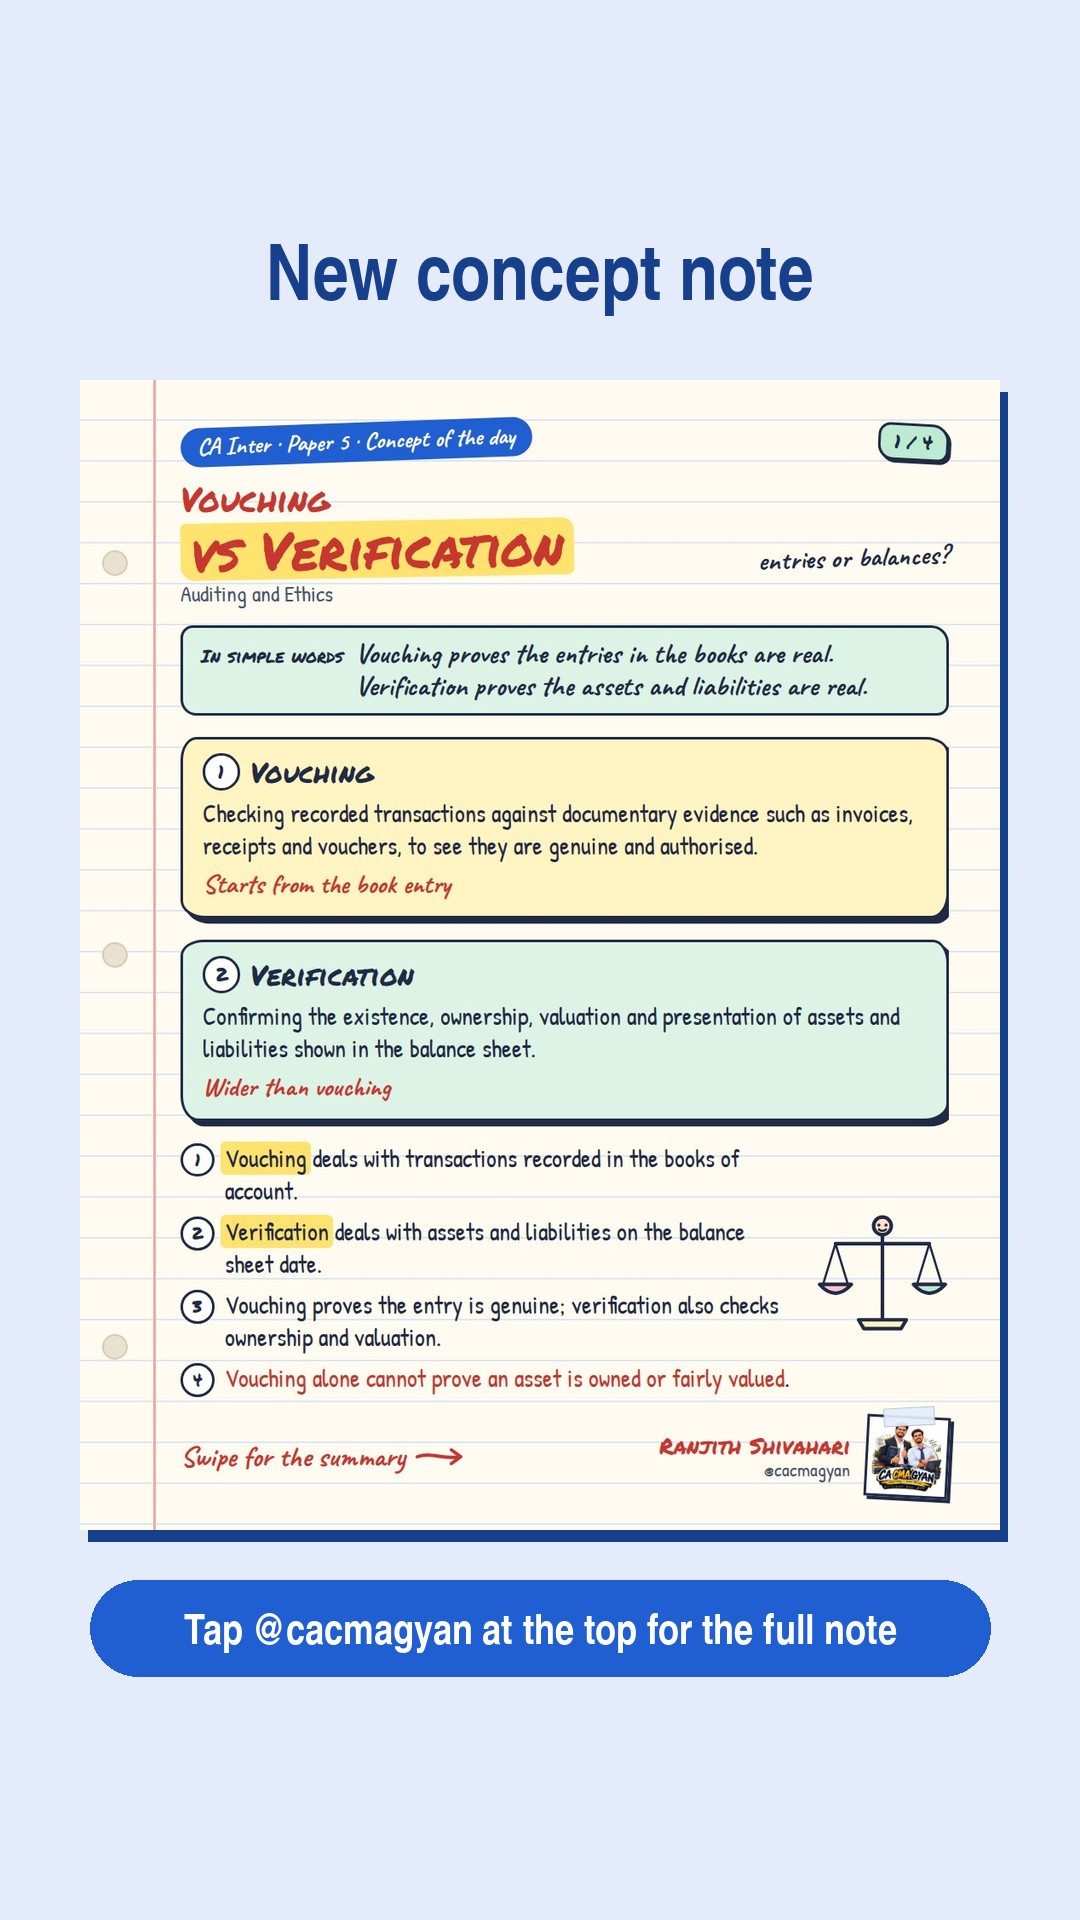 New concept note
CA Inter · Paper 5 · Concept of the day
1 / 4
Vouching
vs Verification
entries or balances?
Auditing and Ethics
In simple words Vouching proves the entries in the books are real.
Verification proves the assets and liabilities are real.
1 Vouching
Checking recorded transactions against documentary evidence such as invoices,
receipts and vouchers, to see they are genuine and authorised.
Starts from the book entry
2 Verification
Confirming the existence, ownership, valuation and presentation of assets and
liabilities shown in the balance sheet.
Wider than vouching
1 Vouching deals with transactions recorded in the books of
account.
2 Verification deals with assets and liabilities on the balance
sheet date.
3 Vouching proves the entry is genuine; verification also checks
ownership and valuation.
4 Vouching alone cannot prove an asset is owned or fairly valued.
Swipe for the summary
Ranjith Shivahari
@cacmagyan
CA CMA GYAN
Tap @cacmagyan at the top for the full note